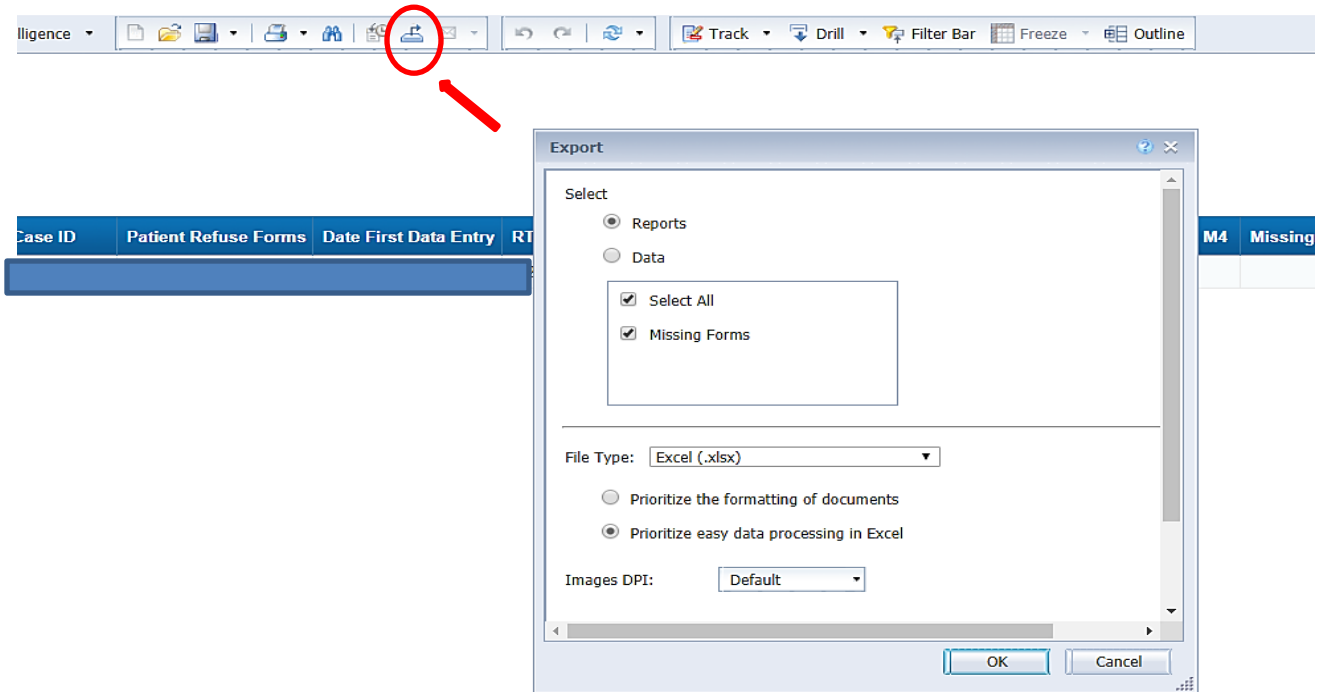 lligence
Track Drill Filter Bar Freeze Outline
Export
Case ID Patient Refuse Forms Date First Data Entry RT M4 Missing
Select
Reports
Data
Select All
Missing Forms
File Type: Excel (.xlsx)
Prioritize the formatting of documents
Prioritize easy data processing in Excel
Images DPI: Default
OK Cancel